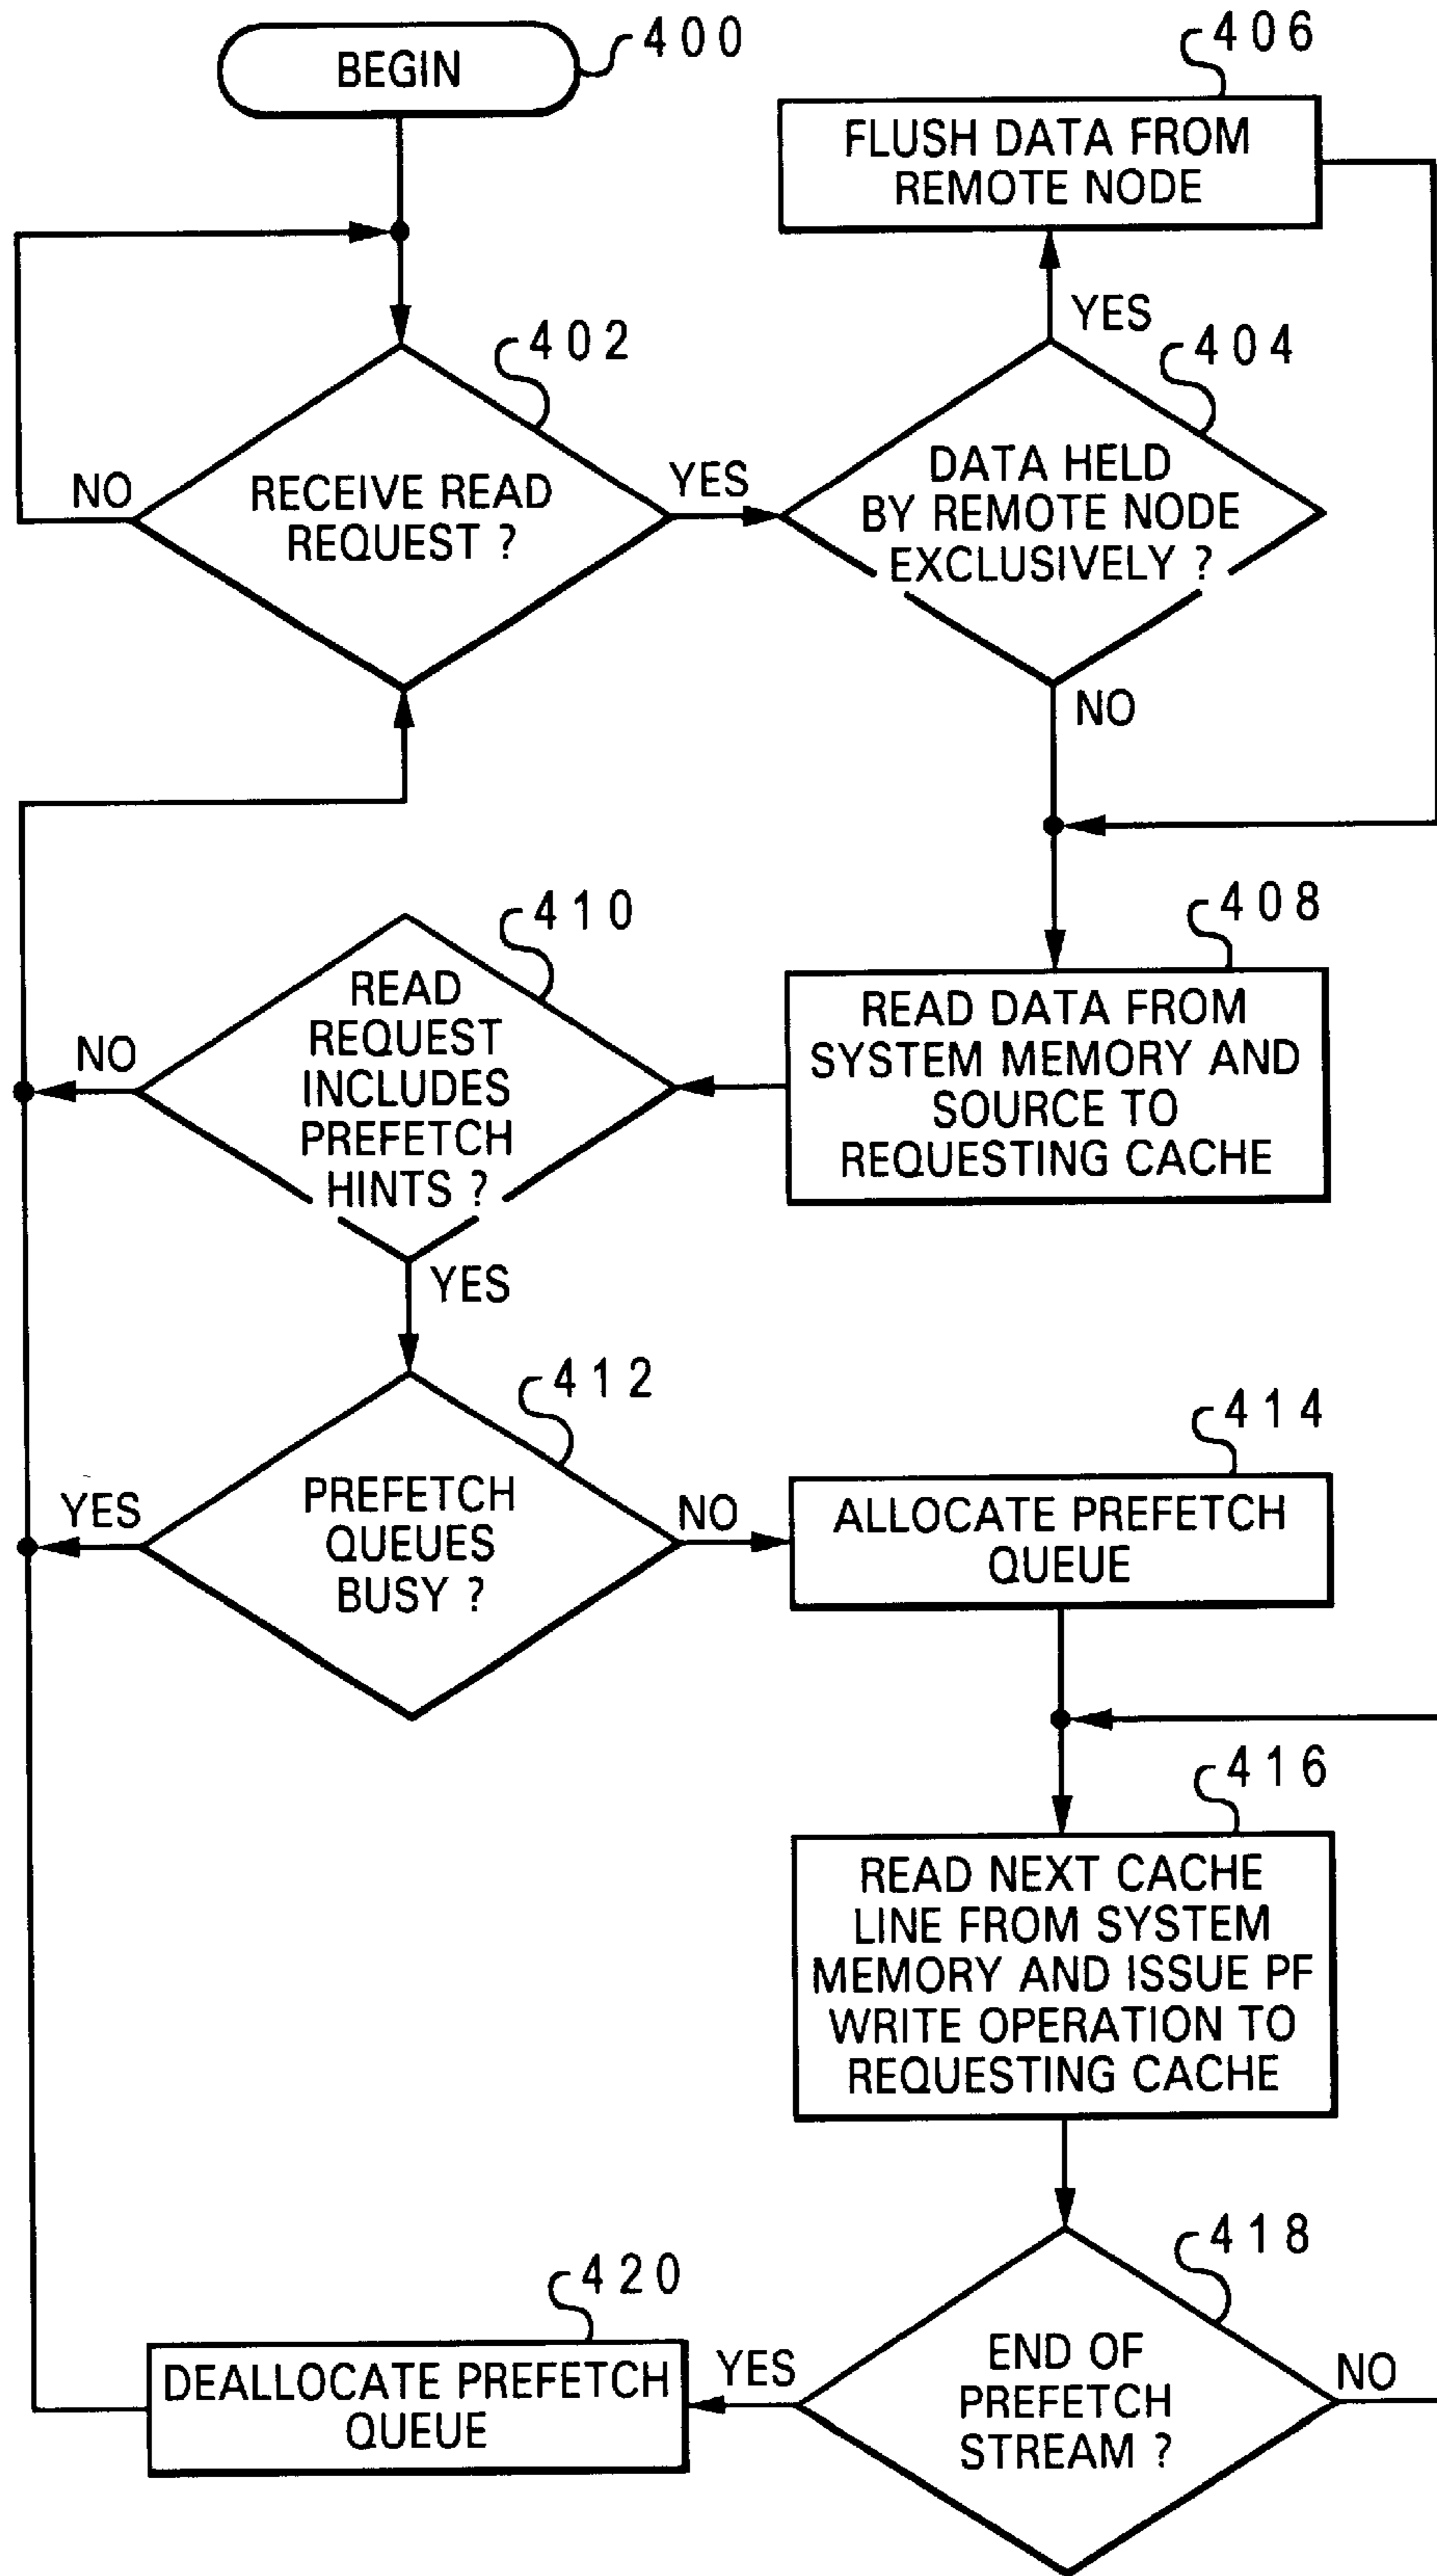 BEGIN
400
406
FLUSH DATA FROM
REMOTE NODE
YES
402
404
RECEIVE READ
REQUEST ?
NO
YES
DATA HELD
BY REMOTE NODE
EXCLUSIVELY ?
NO
410
408
READ
REQUEST
INCLUDES
PREFETCH
HINTS ?
NO
YES
READ DATA FROM
SYSTEM MEMORY AND
SOURCE TO
REQUESTING CACHE
412
414
PREFETCH
QUEUES
BUSY ?
YES
NO
ALLOCATE PREFETCH
QUEUE
416
READ NEXT CACHE
LINE FROM SYSTEM
MEMORY AND ISSUE PF
WRITE OPERATION TO
REQUESTING CACHE
418
420
DEALLOCATE PREFETCH
QUEUE
YES
END OF
PREFETCH
STREAM ?
NO